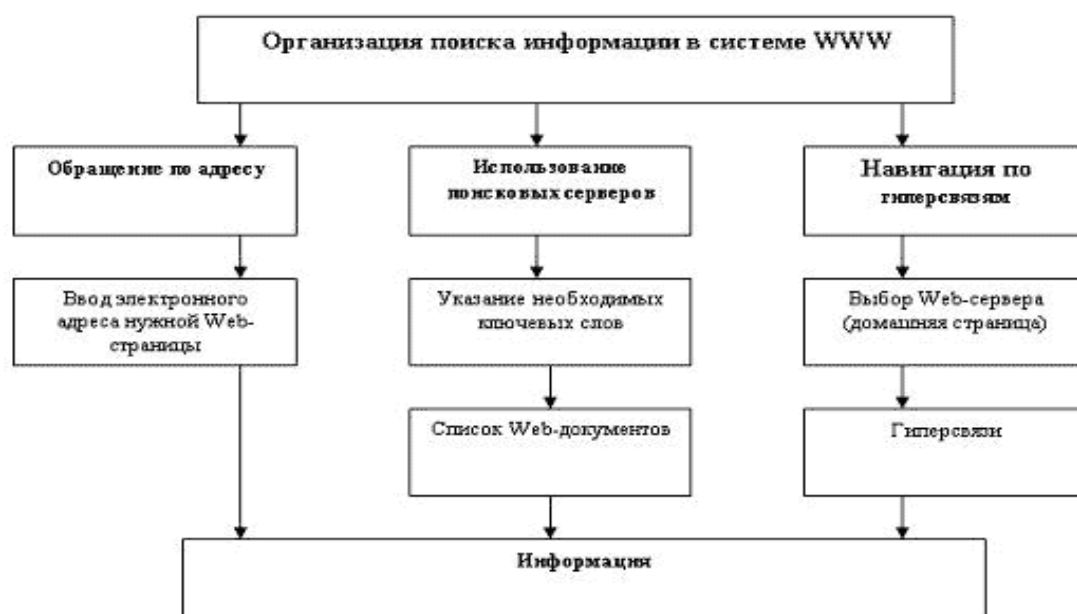 Организация поиска информации в системе WWW
Обращение по адресу
Использование
поисковых серверов
Навигация по
гиперсвязям
Ввод электронного
адреса нужной Web-
страницы
Указание необходимых
ключевых слов
Выбор Web-сервера
(домашняя страница)
Список Web-документов
Гиперсвязи
Информация